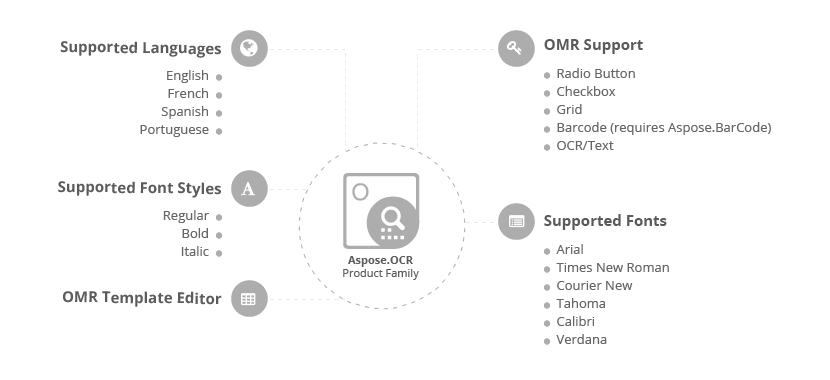 Supported Languages
English
French
Spanish
Portuguese
Supported Font Styles
Regular
Bold
Italic
OMR Template Editor
A
O
Aspose.OCR
Product Family
OMR Support
Radio Button
Checkbox
Grid
Barcode (requires Aspose.BarCode)
OCR/Text
Supported Fonts
Arial
Times New Roman
Courier New
Tahoma
Calibri
Verdana